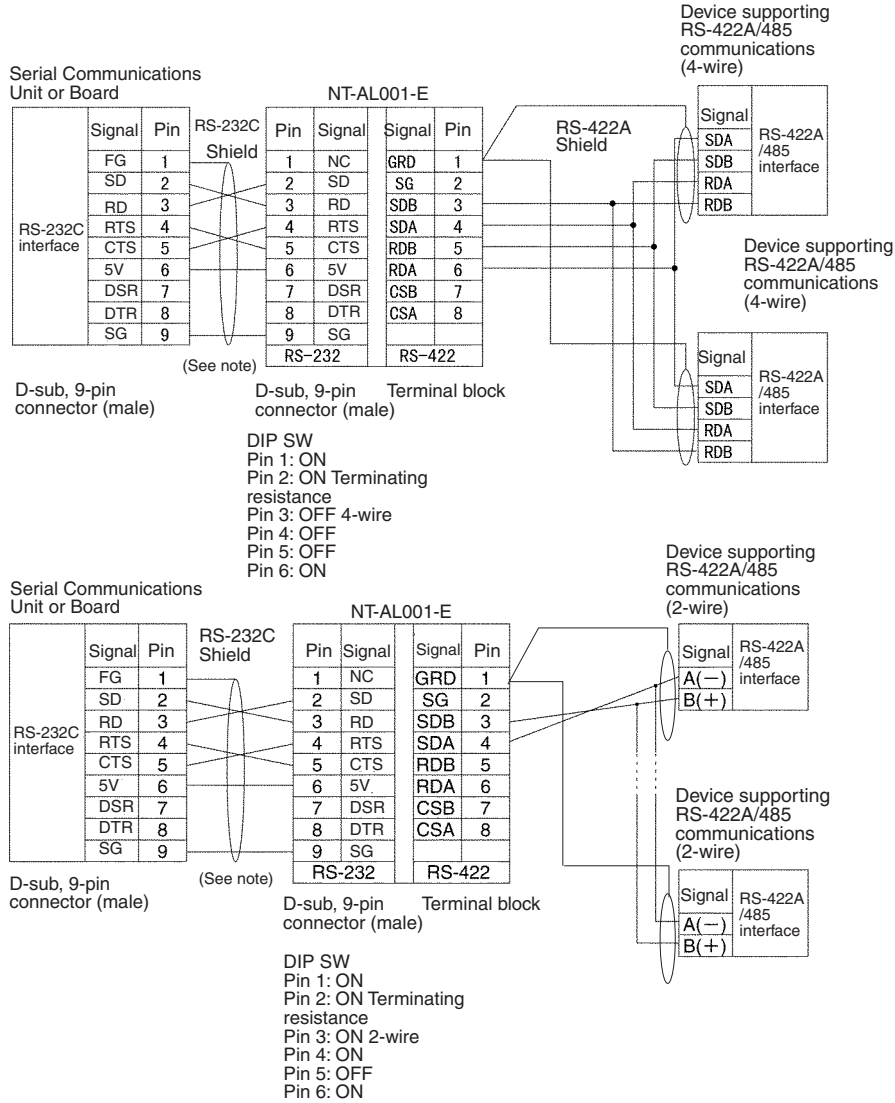 Device supporting
RS-422A/485
communications
(4-wire)
Serial Communications
Unit or Board
NT-AL001-E
Signal Pin RS-232C Pin Signal Signal Pin
Shield
RS-422A
Shield
Signal
RS-232C
interface
FG 1 1 NC GRD 1
SD 2 2 SD SG 2
RD 3 3 RD SDB 3
RTS 4 4 RTS SDA 4
CTS 5 5 CTS RDB 5
5V 6 6 5V RDA 6
DSR 7 7 DSR CSB 7
DTR 8 8 DTR CSA 8
SG 9 9 SG
RS-232 RS-422
(See note)
SDA
SDB
RDA
RDB
RS-422A
/485
interface
Device supporting
RS-422A/485
communications
(4-wire)
Signal
SDA
SDB
RDA
RDB
RS-422A
/485
interface
D-sub, 9-pin
connector (male)
D-sub, 9-pin
connector (male)
Terminal block
DIP SW
Pin 1: ON
Pin 2: ON Terminating
resistance
Pin 3: OFF 4-wire
Pin 4: OFF
Pin 5: OFF
Pin 6: ON
Device supporting
RS-422A/485
communications
(2-wire)
Serial Communications
Unit or Board
NT-AL001-E
RS-232C
Shield
Signal Pin Pin Signal Signal Pin
RS-232C
interface
FG 1 1 NC GRD 1
SD 2 2 SD SG 2
RD 3 3 RD SDB 3
RTS 4 4 RTS SDA 4
CTS 5 5 CTS RDB 5
5V 6 6 5V RDA 6
DSR 7 7 DSR CSB 7
DTR 8 8 DTR CSA 8
SG 9 9 SG
RS-232 RS-422
(See note)
Signal
A(−)
B(+)
RS-422A
/485
interface
Device supporting
RS-422A/485
communications
(2-wire)
Signal
A(−)
B(+)
RS-422A
/485
interface
D-sub, 9-pin
connector (male)
D-sub, 9-pin
connector (male)
Terminal block
DIP SW
Pin 1: ON
Pin 2: ON Terminating
resistance
Pin 3: ON 2-wire
Pin 4: ON
Pin 5: OFF
Pin 6: ON